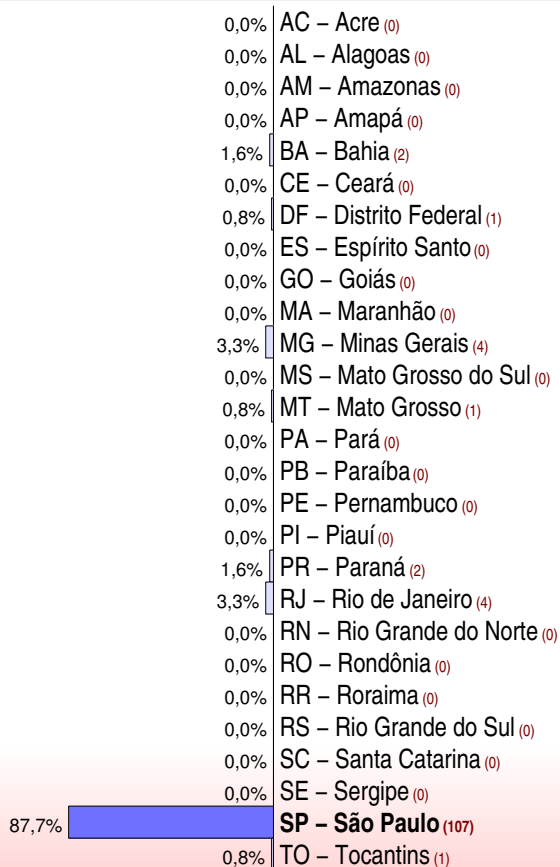 0,0% AC – Acre (0)
0,0% AL – Alagoas (0)
0,0% AM – Amazonas (0)
0,0% AP – Amapá (0)
1,6% BA – Bahia (2)
0,0% CE – Ceará (0)
0,8% DF – Distrito Federal (1)
0,0% ES – Espírito Santo (0)
0,0% GO – Goiás (0)
0,0% MA – Maranhão (0)
3,3% MG – Minas Gerais (4)
0,0% MS – Mato Grosso do Sul (0)
0,8% MT – Mato Grosso (1)
0,0% PA – Pará (0)
0,0% PB – Paraíba (0)
0,0% PE – Pernambuco (0)
0,0% PI – Piauí (0)
1,6% PR – Paraná (2)
3,3% RJ – Rio de Janeiro (4)
0,0% RN – Rio Grande do Norte (0)
0,0% RO – Rondônia (0)
0,0% RR – Roraima (0)
0,0% RS – Rio Grande do Sul (0)
0,0% SC – Santa Catarina (0)
0,0% SE – Sergipe (0)
87,7% SP – São Paulo (107)
0,8% TO – Tocantins (1)